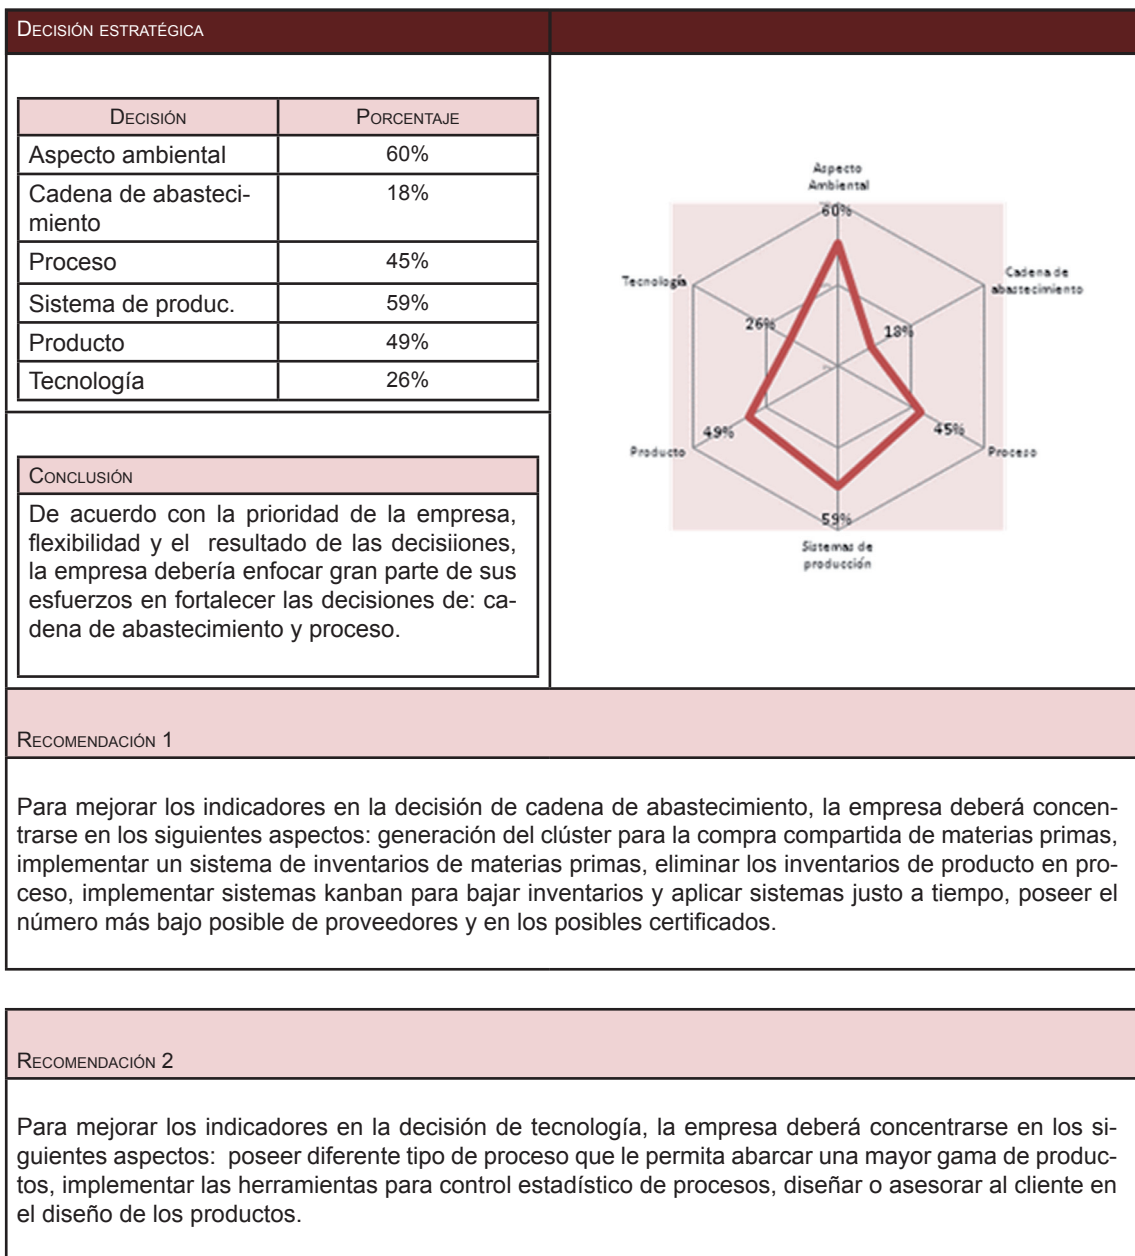 Decisión estratégica
Decisión Porcentaje
Aspecto ambiental 60%
Cadena de abasteci- 18%
miento
Proceso 45%
Sistema de produc. 59%
Producto 49%
Tecnología 26%
Conclusión
De acuerdo con la prioridad de la empresa,
flexibilidad y el resultado de las decisiiones,
la empresa debería enfocar gran parte de sus
esfuerzos en fortalecer las decisiones de: ca-
dena de abastecimiento y proceso.
Aspecto
Ambiental
60%
Tecnología
Cadena de
abastecimiento
26%
18%
49%
45%
Producto
Proceso
59%
Sistemas de
producción
Recomendación 1
Para mejorar los indicadores en la decisión de cadena de abastecimiento, la empresa deberá concen-
trarse en los siguientes aspectos: generación del clúster para la compra compartida de materias primas,
implementar un sistema de inventarios de materias primas, eliminar los inventarios de producto en pro-
ceso, implementar sistemas kanban para bajar inventarios y aplicar sistemas justo a tiempo, poseer el
número más bajo posible de proveedores y en los posibles certificados.
Recomendación 2
Para mejorar los indicadores en la decisión de tecnología, la empresa deberá concentrarse en los si-
guientes aspectos: poseer diferente tipo de proceso que le permita abarcar una mayor gama de produc-
tos, implementar las herramientas para control estadístico de procesos, diseñar o asesorar al cliente en
el diseño de los productos.